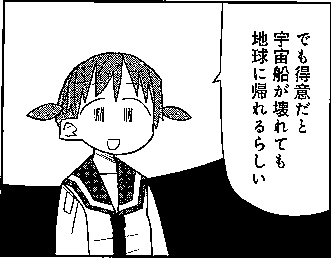 でも得意だと
宇宙船が壊れても
地球に帰れるらしい